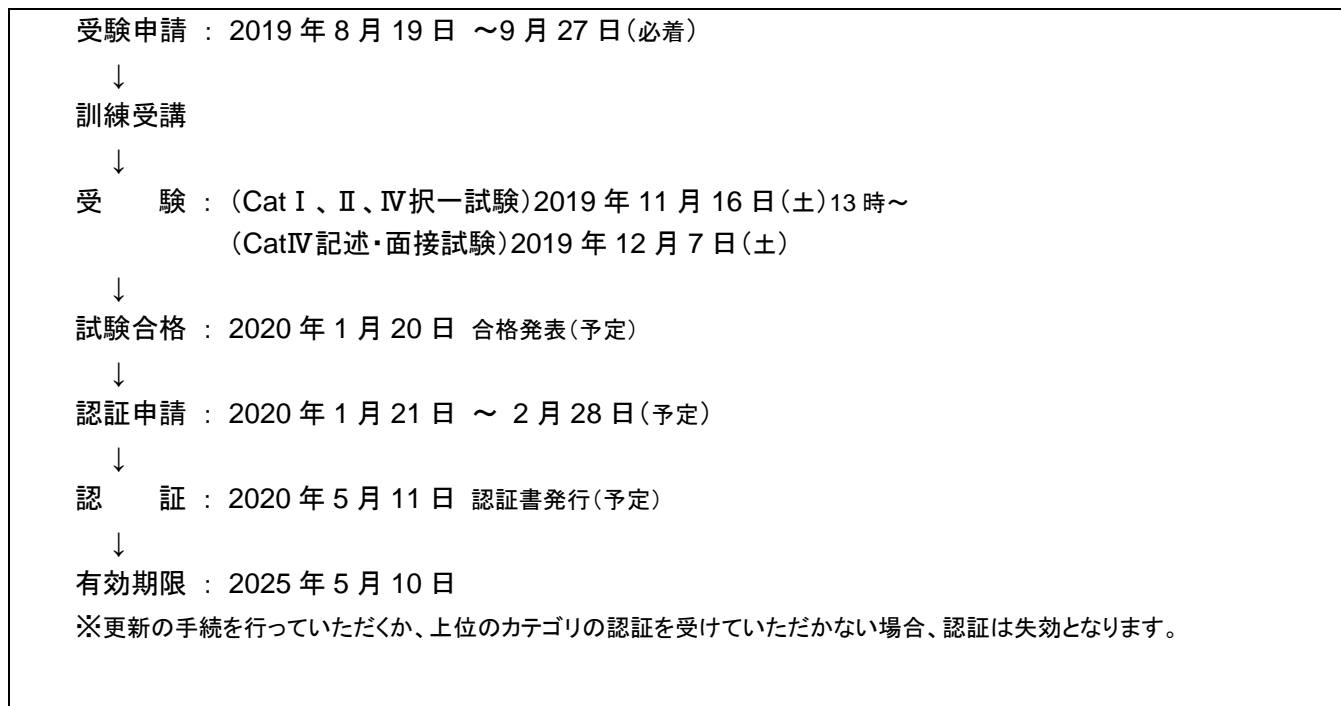 受験申請 : 2019 年 8 月 19 日 ～9 月 27 日(必着)
↓
訓練受講
↓
受　　験 : (CatⅠ、Ⅱ、Ⅳ択一試験)2019 年 11 月 16 日(土)13 時～
(CatⅣ記述・面接試験)2019 年 12 月 7 日(土)
↓
試験合格 : 2020 年 1 月 20 日 合格発表(予定)
↓
認証申請 : 2020 年 1 月 21 日 ～ 2 月 28 日(予定)
↓
認　　証 : 2020 年 5 月 11 日 認証書発行(予定)
↓
有効期限 : 2025 年 5 月 10 日
※更新の手続を行っていただくか、上位のカテゴリの認証を受けていただかない場合、認証は失効となります。